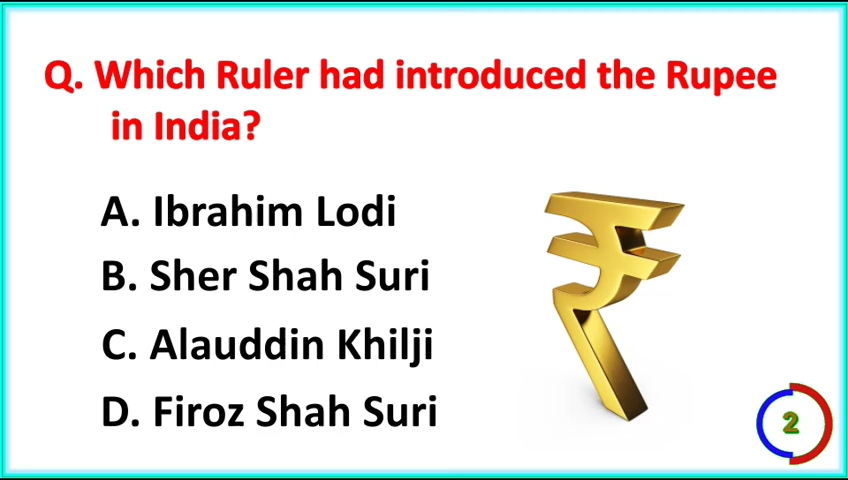 Q. Which Ruler had introduced the Rupee
in India?
A. Ibrahim Lodi
B. Sher Shah Suri
C. Alauddin Khilji
D. Firoz Shah Suri
2